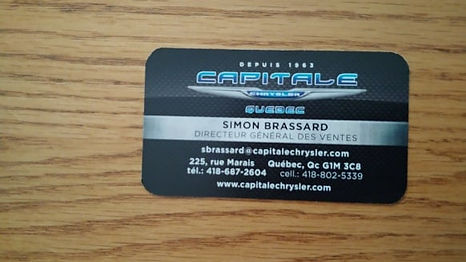 DEPUIS 1963
CAPITALE
CHRYSLER
QUEBEC
SIMON BRASSARD
DIRECTEUR GÉNÉRAL DES VENTES
sbrassard@capitalechrysler.com
225, rue Marais Québec, Qc G1M 3C8
tél.: 418-687-2604 cell.: 418-802-5339
www.capitalechrysler.com